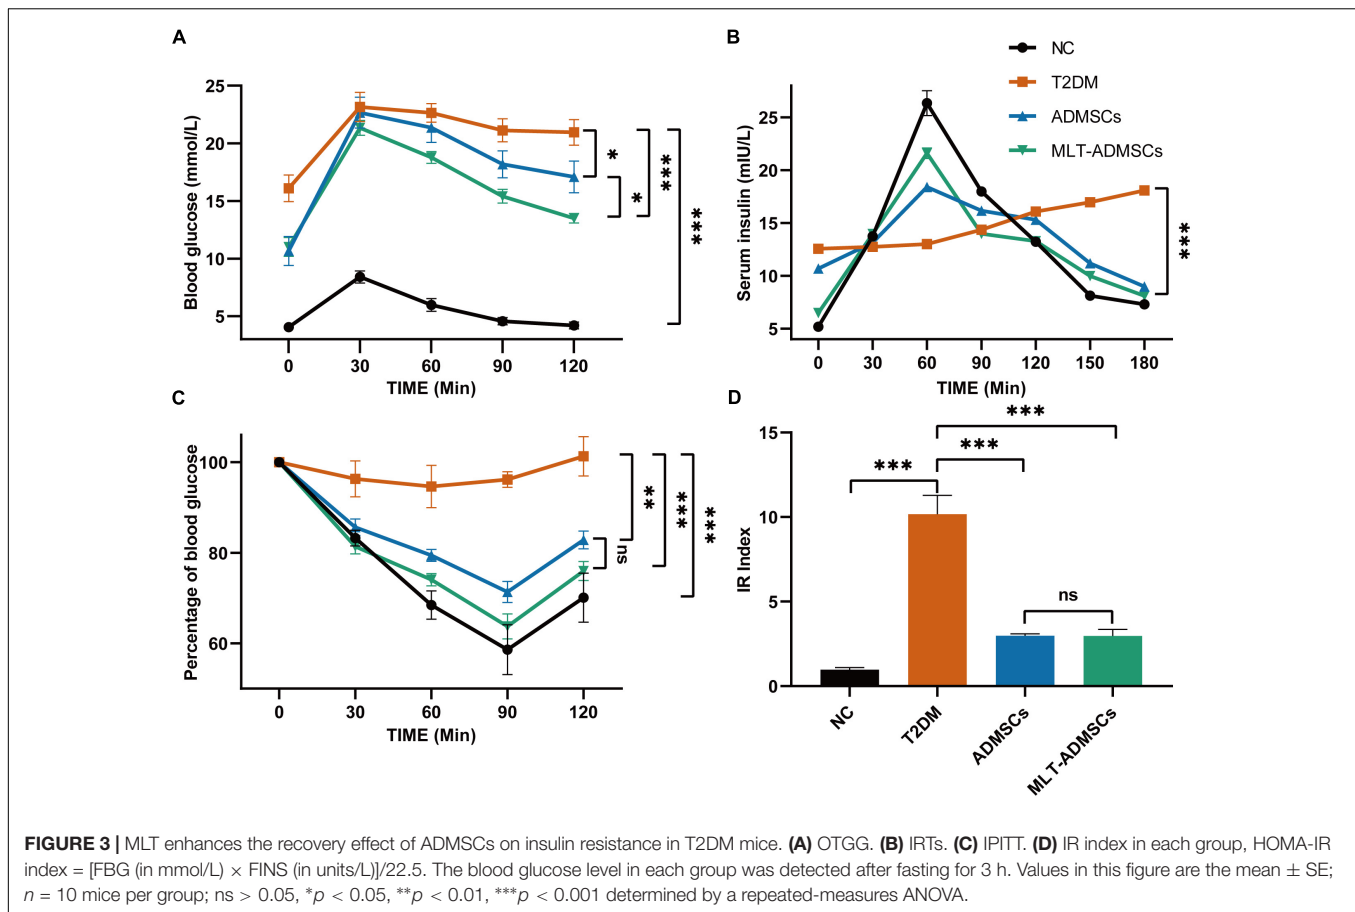 A
Blood glucose (mmol/L)
25
20
15
10
5
0 30 60 90 120
TIME (Min)
*
*
***
***
B
NC
T2DM
ADMSCs
MLT-ADMSCs
Serum insulin (mIU/L)
25
20
15
10
5
0 30 60 90 120 150 180
TIME (Min)
***
C
Percentage of blood glucose
100
80
60
0 30 60 90 120
TIME (Min)
**
ns
***
***
D
IR Index
15
10
5
0
***
***
***
ns
NC
T2DM
ADMSCs
MLT-ADMSCs
FIGURE 3 | MLT enhances the recovery effect of ADMSCs on insulin resistance in T2DM mice. (A) OTGG. (B) IRTs. (C) IPITT. (D) IR index in each group, HOMA-IR
index = [FBG (in mmol/L) × FINS (in units/L)]/22.5. The blood glucose level in each group was detected after fasting for 3 h. Values in this figure are the mean ± SE;
n = 10 mice per group; ns > 0.05, *p < 0.05, **p < 0.01, ***p < 0.001 determined by a repeated-measures ANOVA.